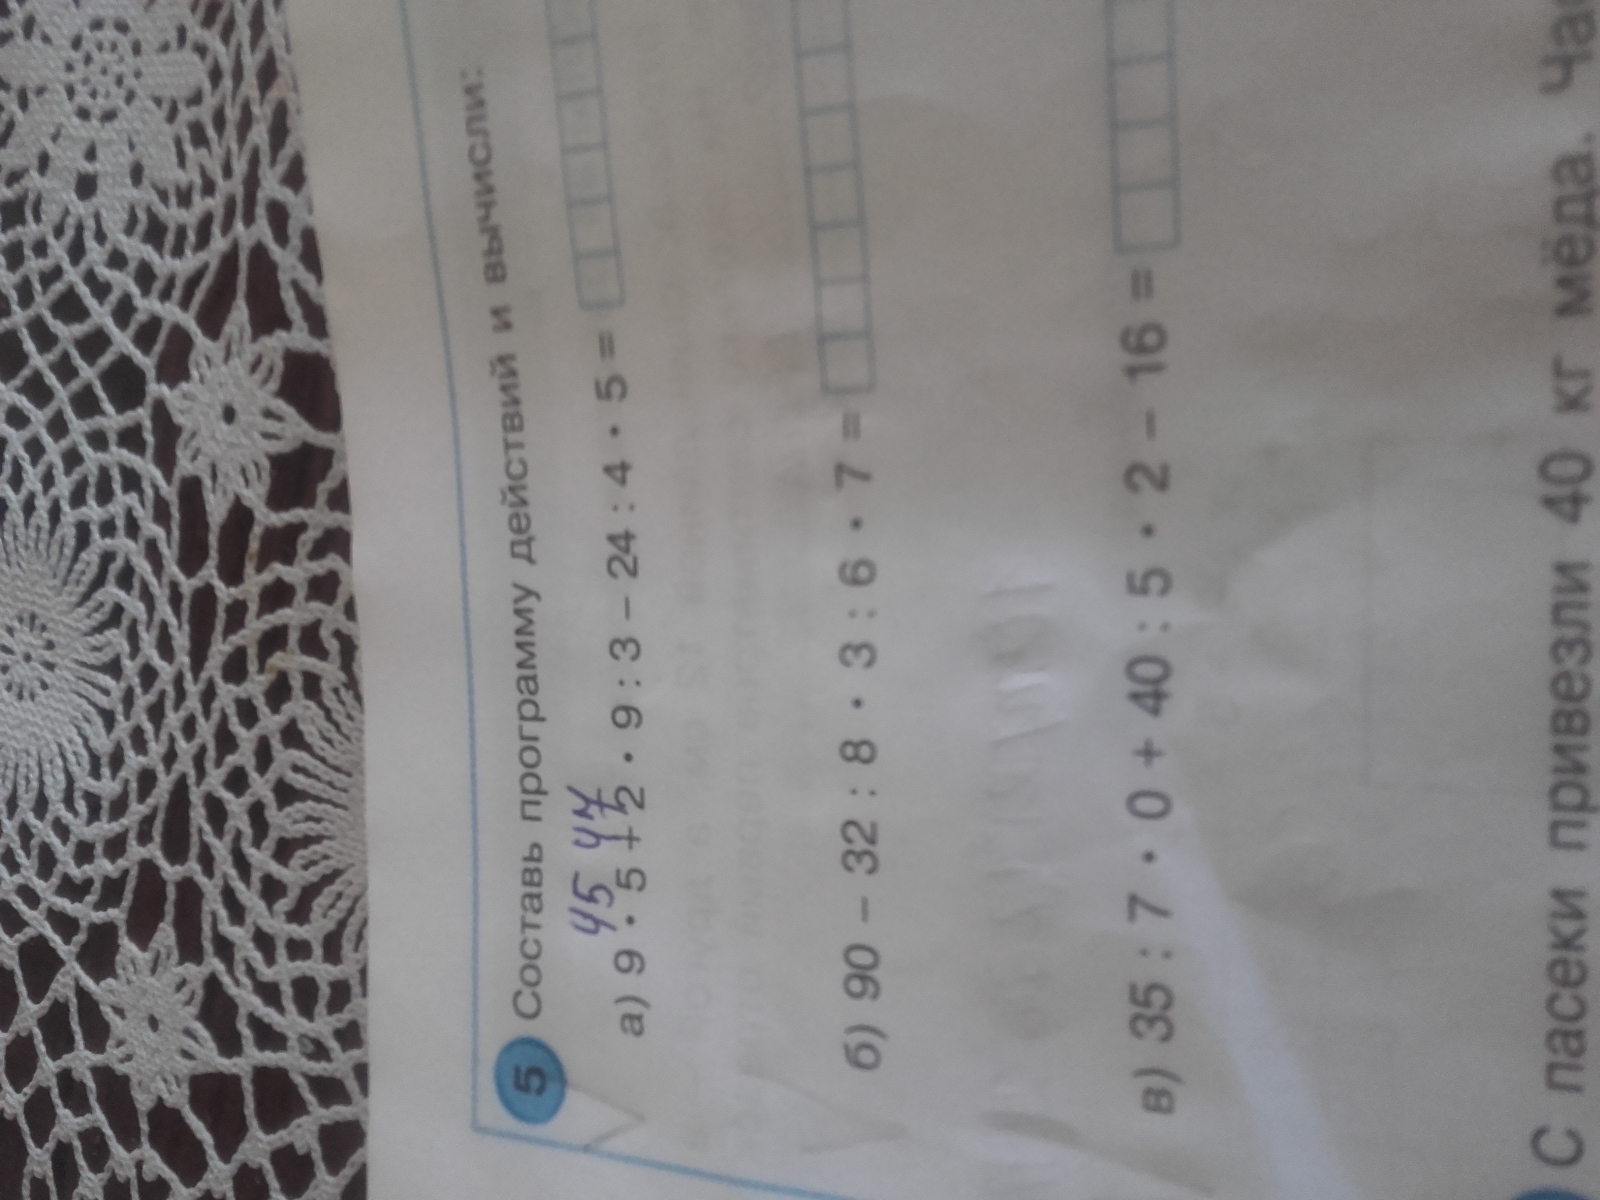 5 Составь программу действий и вычисли:
45 47
а) 9 · 5 + 2 · 9 : 3 – 24 : 4 · 5 =
б) 90 – 32 : 8 · 3 : 6 · 7 =
в) 35 : 7 · 0 + 40 : 5 · 2 – 16 =
С пасеки привезли 40 кг мёда. Час